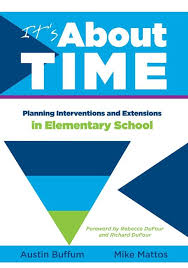 It's About
TIME
Planning Interventions and Extensions
in Elementary School
Foreword by Rebecca DuFour
and Richard DuFour
Austin Buffum Mike Mattos